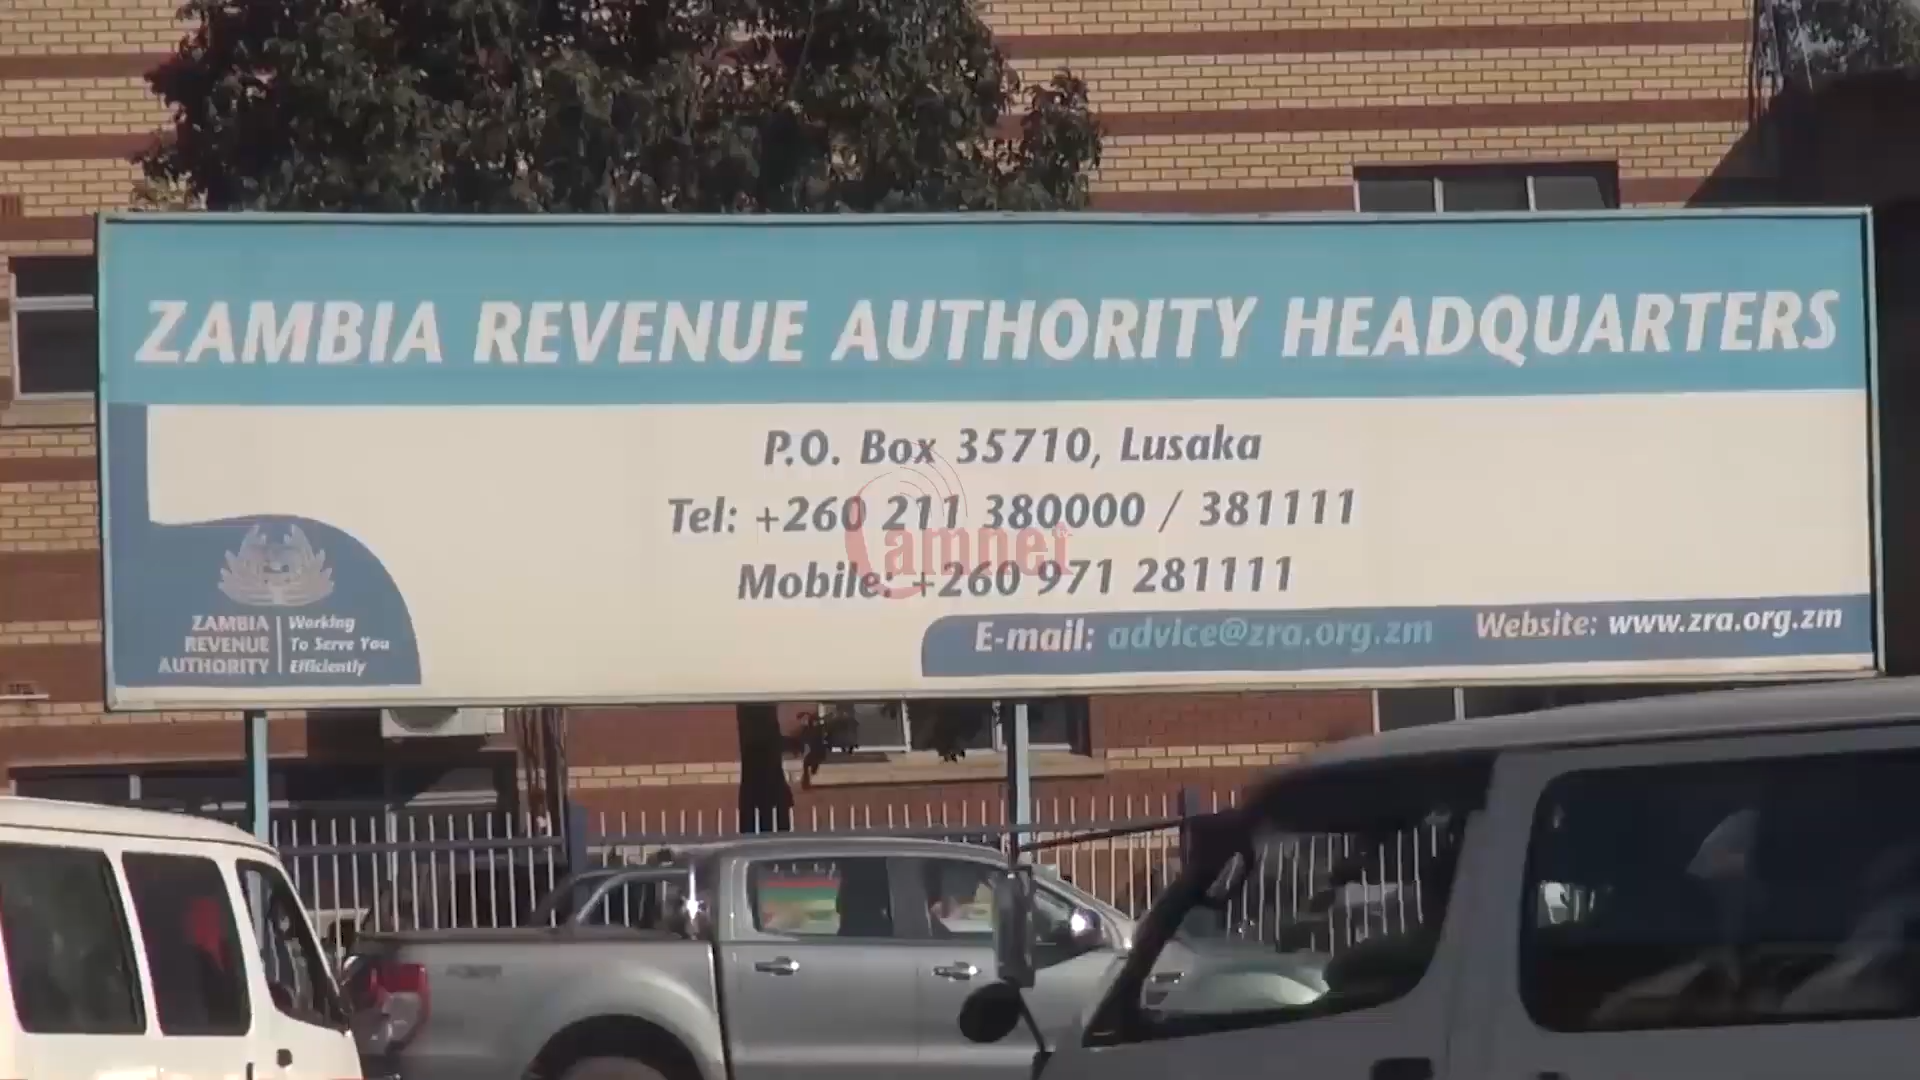 ZAMBIA REVENUE AUTHORITY HEADQUARTERS
P.O. Box 35710, Lusaka
Tel: +260 211 380000 / 381111
Mobile: +260 971 281111
E-mail: advice@zra.org.zm
Website: www.zra.org.zm
ZAMBIA
REVENUE
AUTHORITY
Working
To Serve You
Efficiently
Camnet